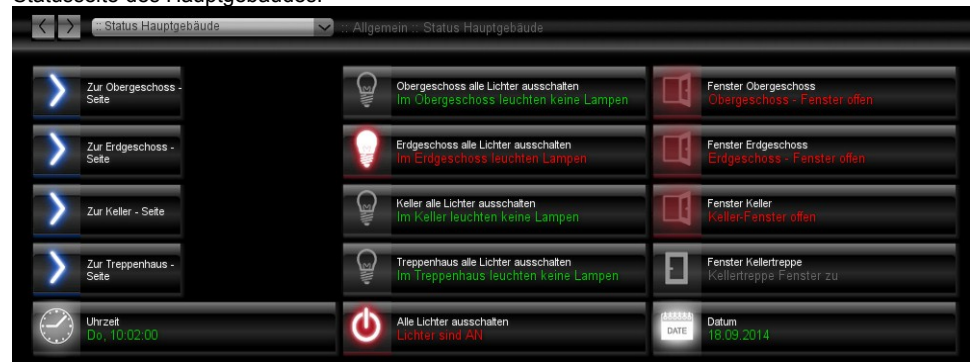 Statusseite des Hauptgebäudes:
:: Status Hauptgebäude
:: Allgemein :: Status Hauptgebäude
Zur Obergeschoss -
Seite
Obergeschoss alle Lichter ausschalten
Im Obergeschoss leuchten keine Lampen
Fenster Obergeschoss
Obergeschoss - Fenster offen
Zur Erdgeschoss -
Seite
Erdgeschoss alle Lichter ausschalten
Im Erdgeschoss leuchten Lampen
Fenster Erdgeschoss
Erdgeschoss - Fenster offen
Zur Keller - Seite
Keller alle Lichter ausschalten
Im Keller leuchten keine Lampen
Fenster Keller
Keller-Fenster offen
Zur Treppenhaus -
Seite
Treppenhaus alle Lichter ausschalten
Im Treppenhaus leuchten keine Lampen
Fenster Kellertreppe
Kellertreppe Fenster zu
Uhrzeit
Do, 10:02:00
Alle Lichter ausschalten
Lichter sind AN
DATE
Datum
18.09.2014